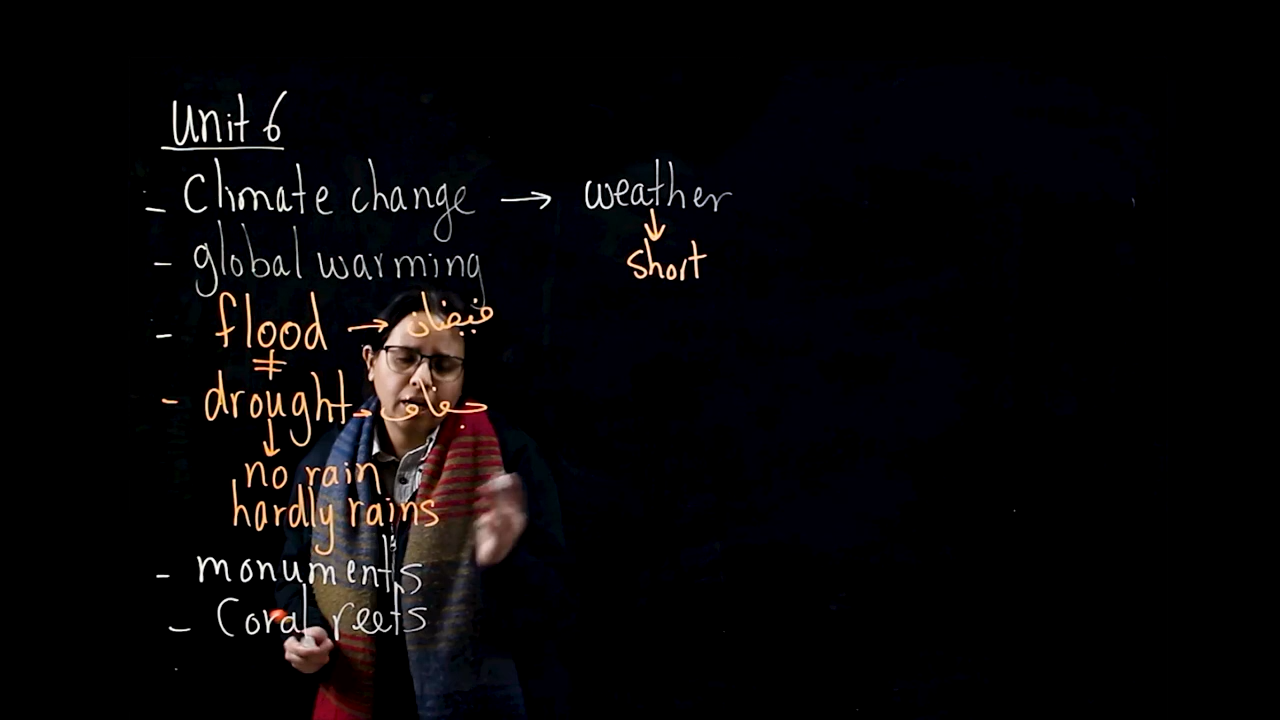 Unit 6
- Climate change → weather
↓
short
- global warming
- flood → فيضان
≠
- drought → جفاف
↓
no rain
hardly rains
- monuments
- Coral reefs